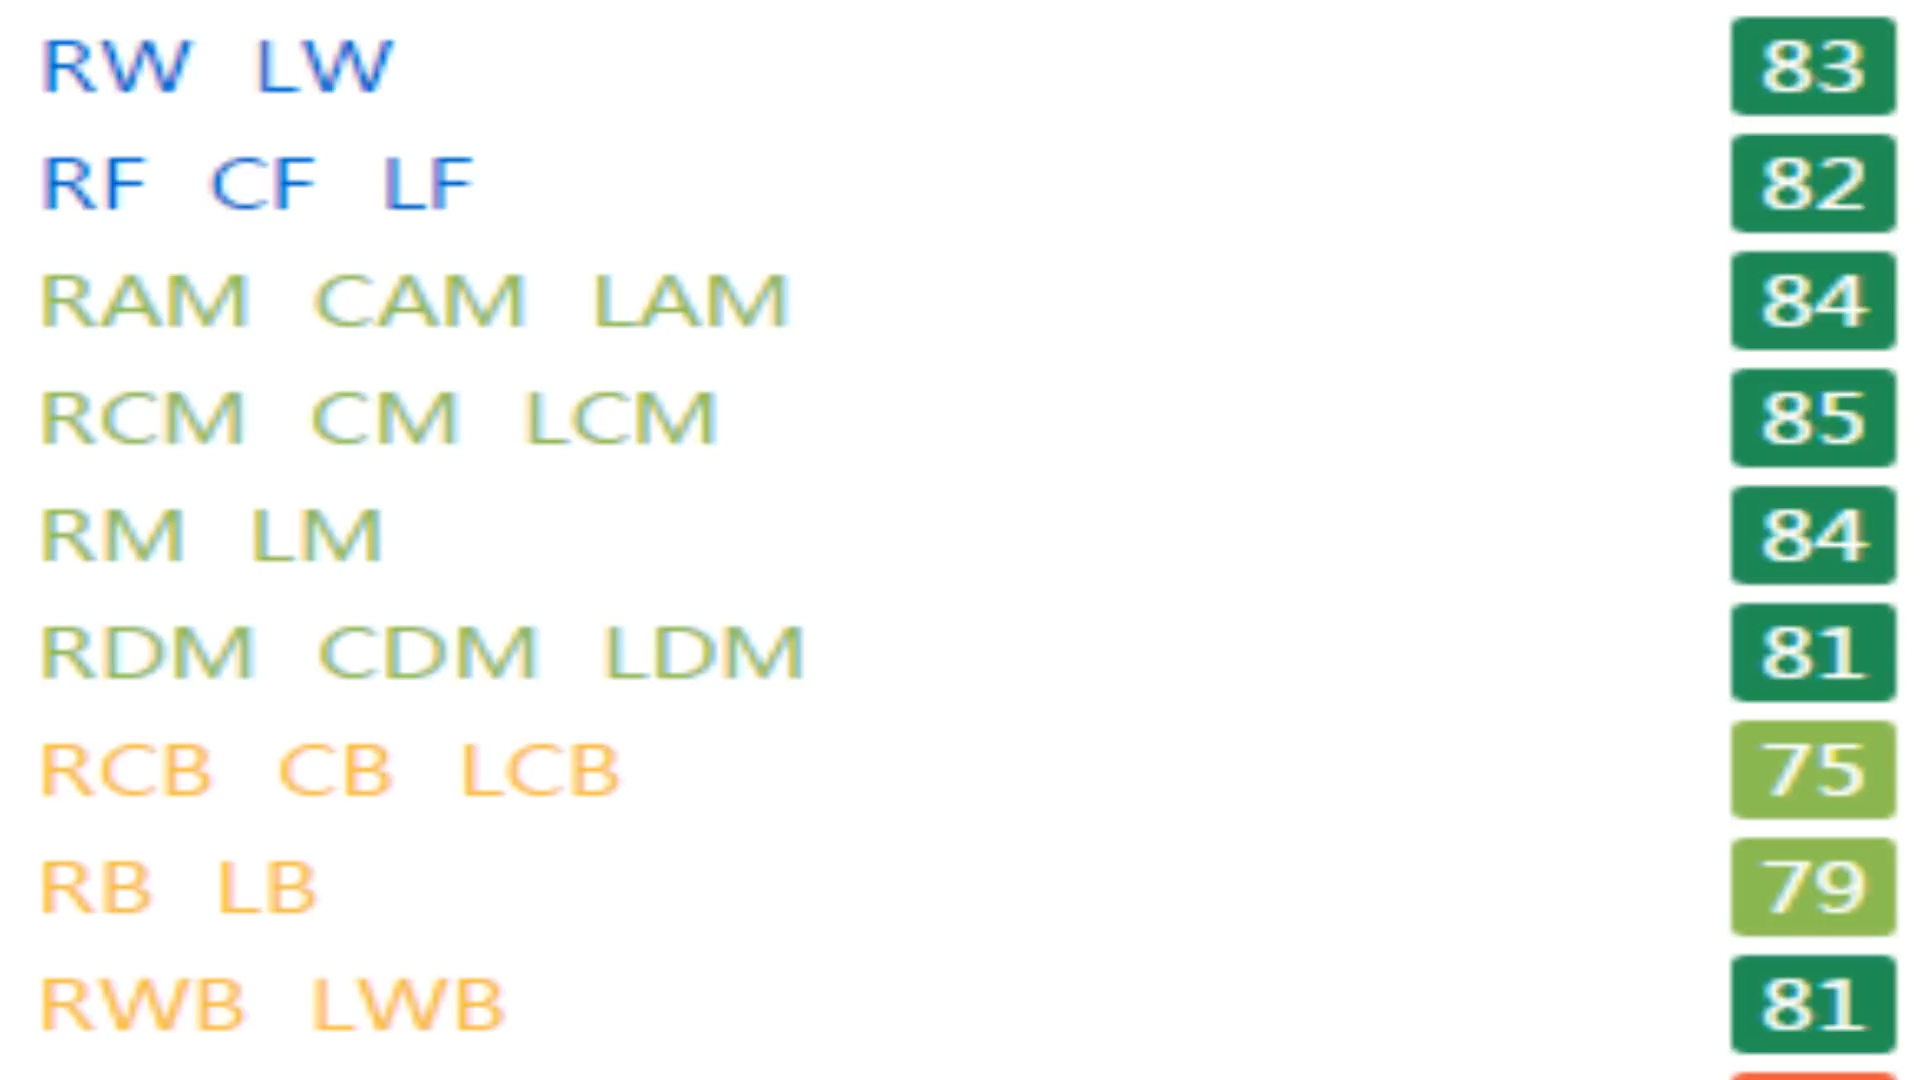 RW LW 83
RF CF LF 82
RAM CAM LAM 84
RCM CM LCM 85
RM LM 84
RDM CDM LDM 81
RCB CB LCB 75
RB LB 79
RWB LWB 81